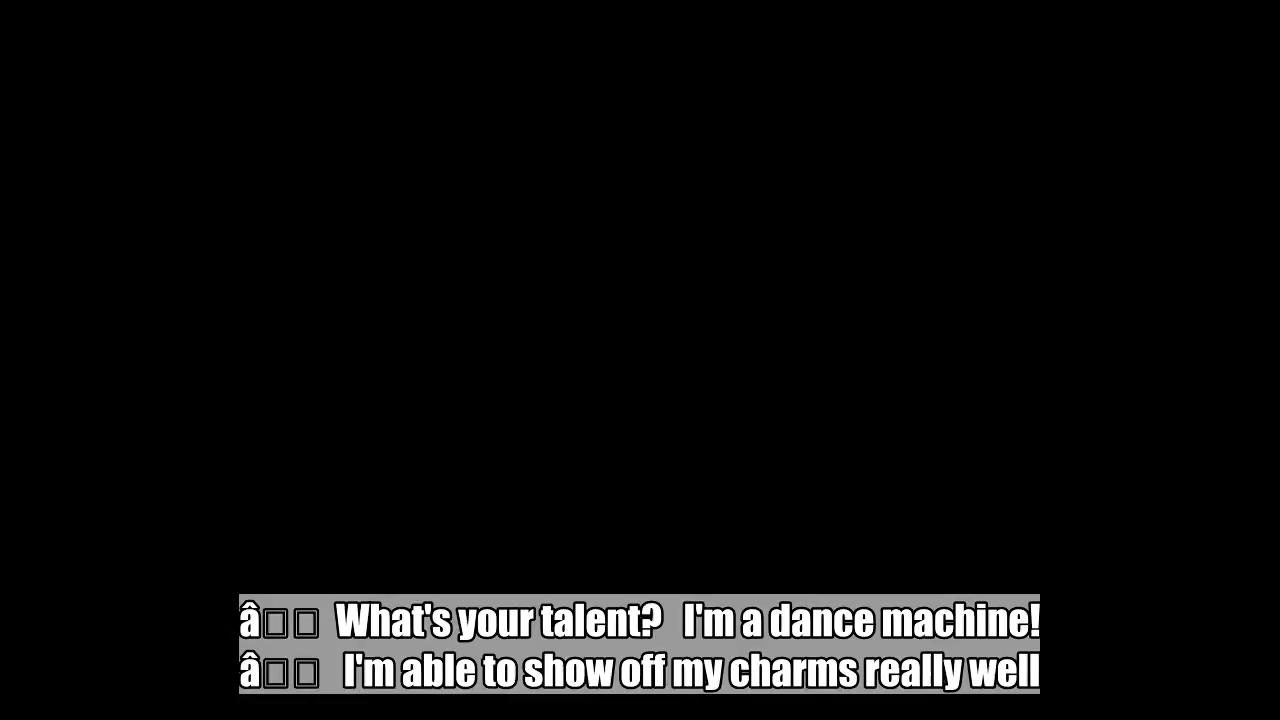 â□□ What's your talent? I'm a dance machine!
â□□ I'm able to show off my charms really well